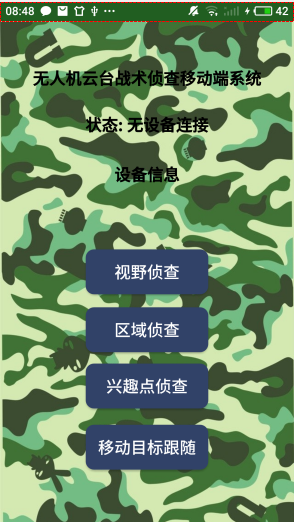 08:48 42
无人机云台战术侦查移动端系统
状态: 无设备连接
设备信息
视野侦查
区域侦查
兴趣点侦查
移动目标跟随